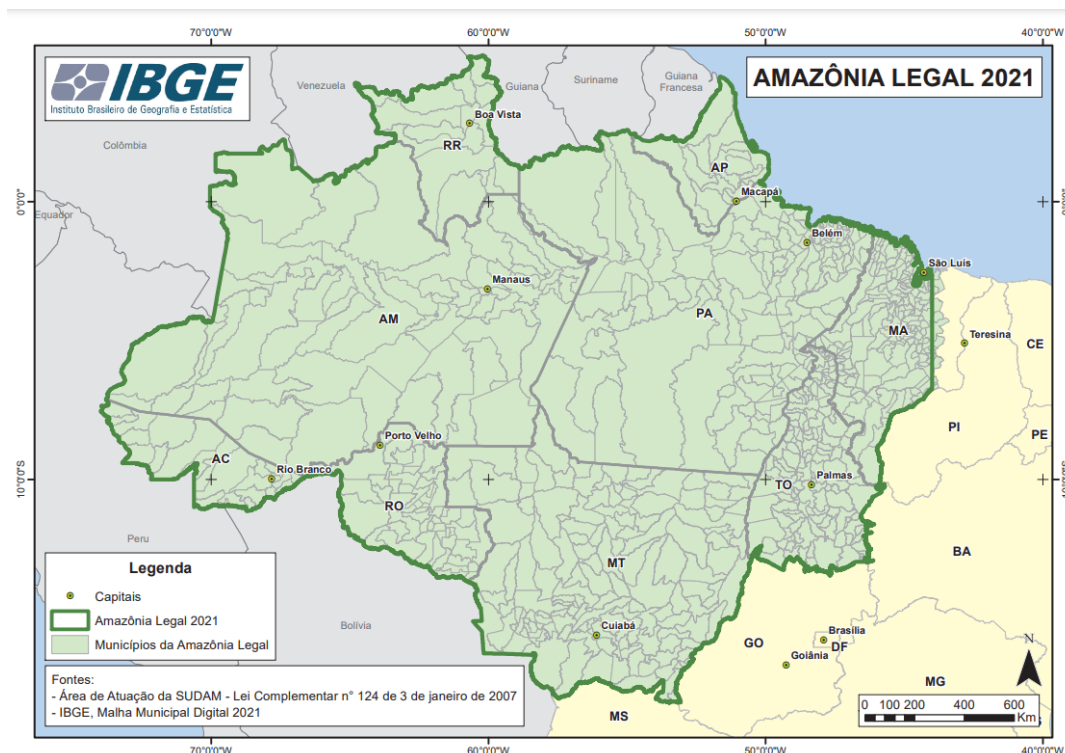 70°0'0"W
60°0'0"W
50°0'0"W
40°0'0"W
IBGE
Instituto Brasileiro de Geografia e Estatística
AMAZÔNIA LEGAL 2021
Venezuela
Guiana
Suriname
Guiana
Francesa
Colômbia
Boa Vista
RR
AP
Macapá
0°0'0"
Equador
Belém
São Luís
Manaus
AM
PA
MA
Teresina
CE
PI
PE
Porto Velho
AC
Rio Branco
TO
Palmas
10°0'0"S
RO
Peru
BA
MT
Bolívia
Cuiabá
GO
Brasília
DF
Goiânia
MG
MS
N
Legenda
Capitais
Amazônia Legal 2021
Municípios da Amazônia Legal
Fontes:
- Área de Atuação da SUDAM - Lei Complementar n° 124 de 3 de janeiro de 2007
- IBGE, Malha Municipal Digital 2021
0 100 200 400 600
Km
70°0'0"W
60°0'0"W
50°0'0"W
40°0'0"W